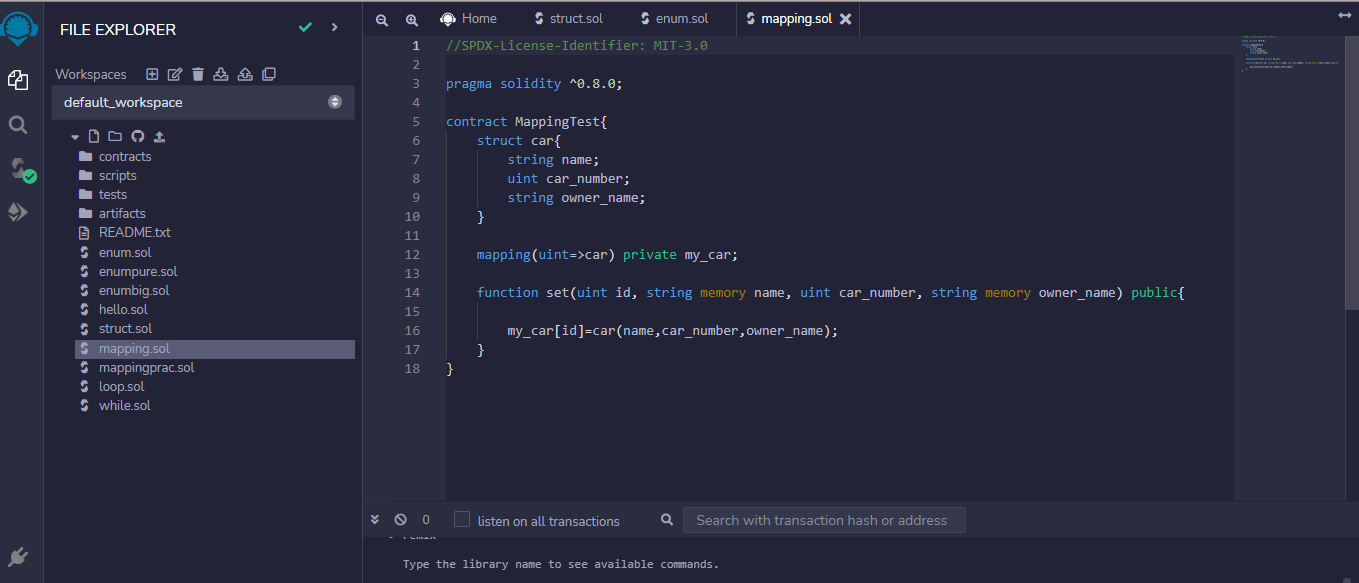 FILE EXPLORER
Workspaces
default_workspace
contracts
scripts
tests
artifacts
README.txt
enum.sol
enumpure.sol
enumbig.sol
hello.sol
struct.sol
mapping.sol
mappingprac.sol
loop.sol
while.sol
Home struct.sol enum.sol mapping.sol
1 //SPDX-License-Identifier: MIT-3.0
2
3 pragma solidity ^0.8.0;
4
5 contract MappingTest{
6 struct car{
7 string name;
8 uint car_number;
9 string owner_name;
10 }
11
12 mapping(uint=>car) private my_car;
13
14 function set(uint id, string memory name, uint car_number, string memory owner_name) public{
15
16 my_car[id]=car(name,car_number,owner_name);
17 }
18 }
0 listen on all transactions Search with transaction hash or address
remix
Type the library name to see available commands.